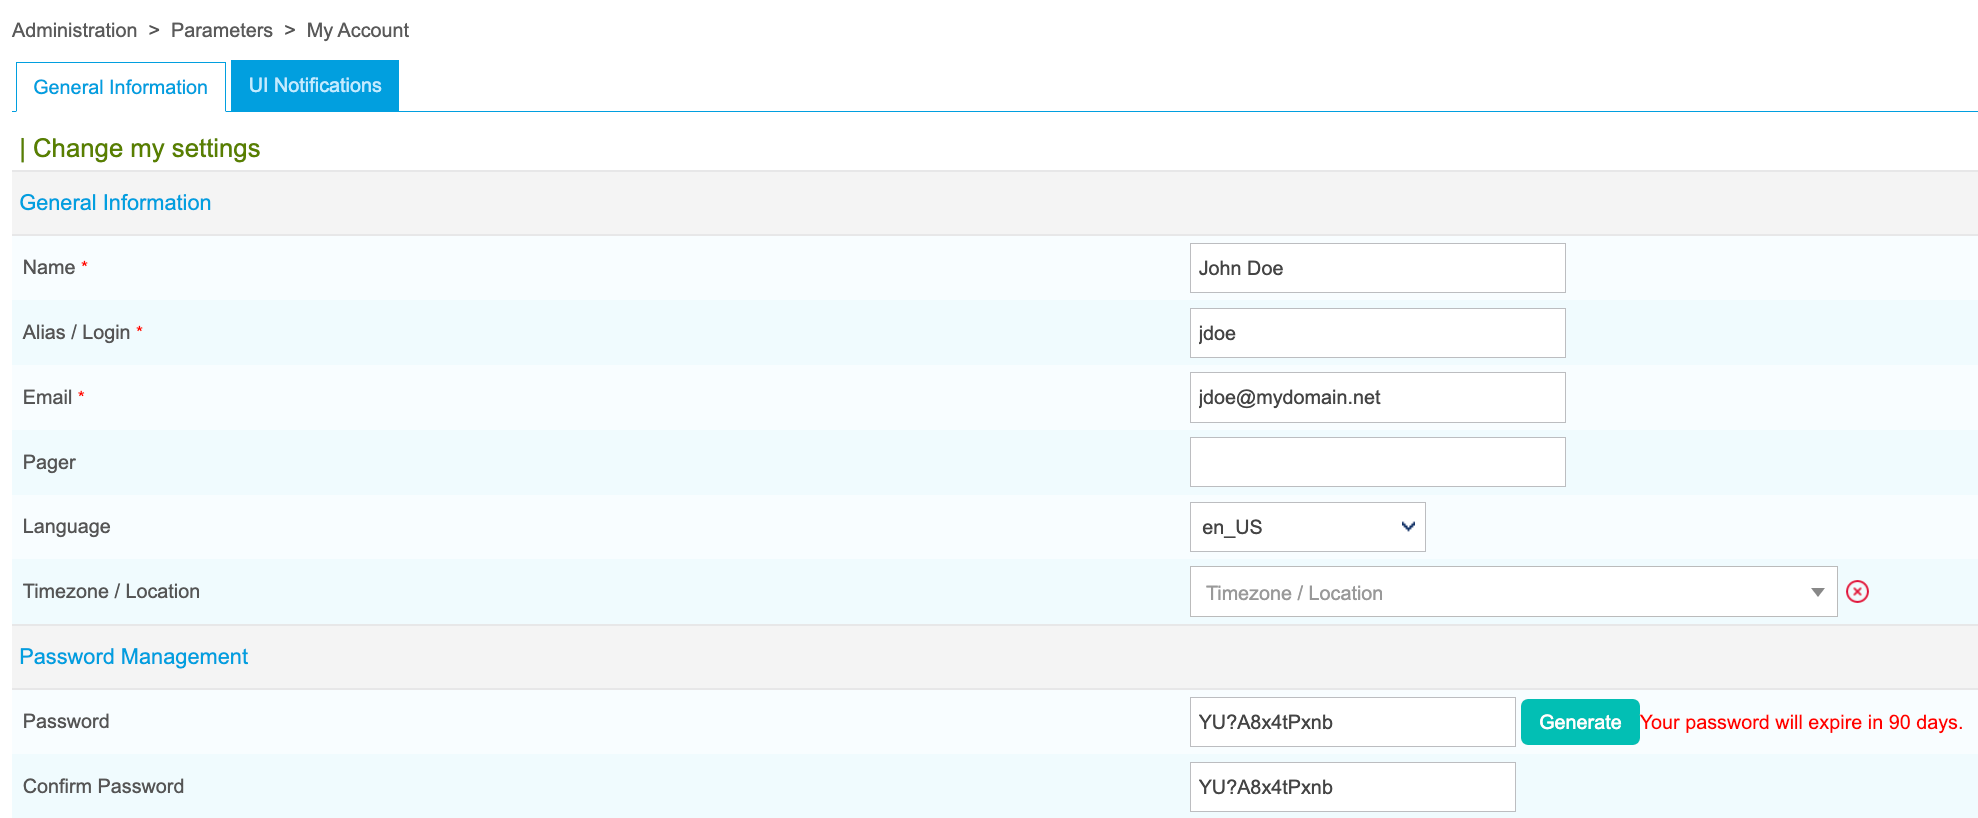 Administration > Parameters > My Account
General Information UI Notifications
| Change my settings
General Information
Name * John Doe
Alias / Login * jdoe
Email * jdoe@mydomain.net
Pager
Language en_US
Timezone / Location Timezone / Location
Password Management
Password YU?A8x4tPxnb Generate Your password will expire in 90 days.
Confirm Password YU?A8x4tPxnb